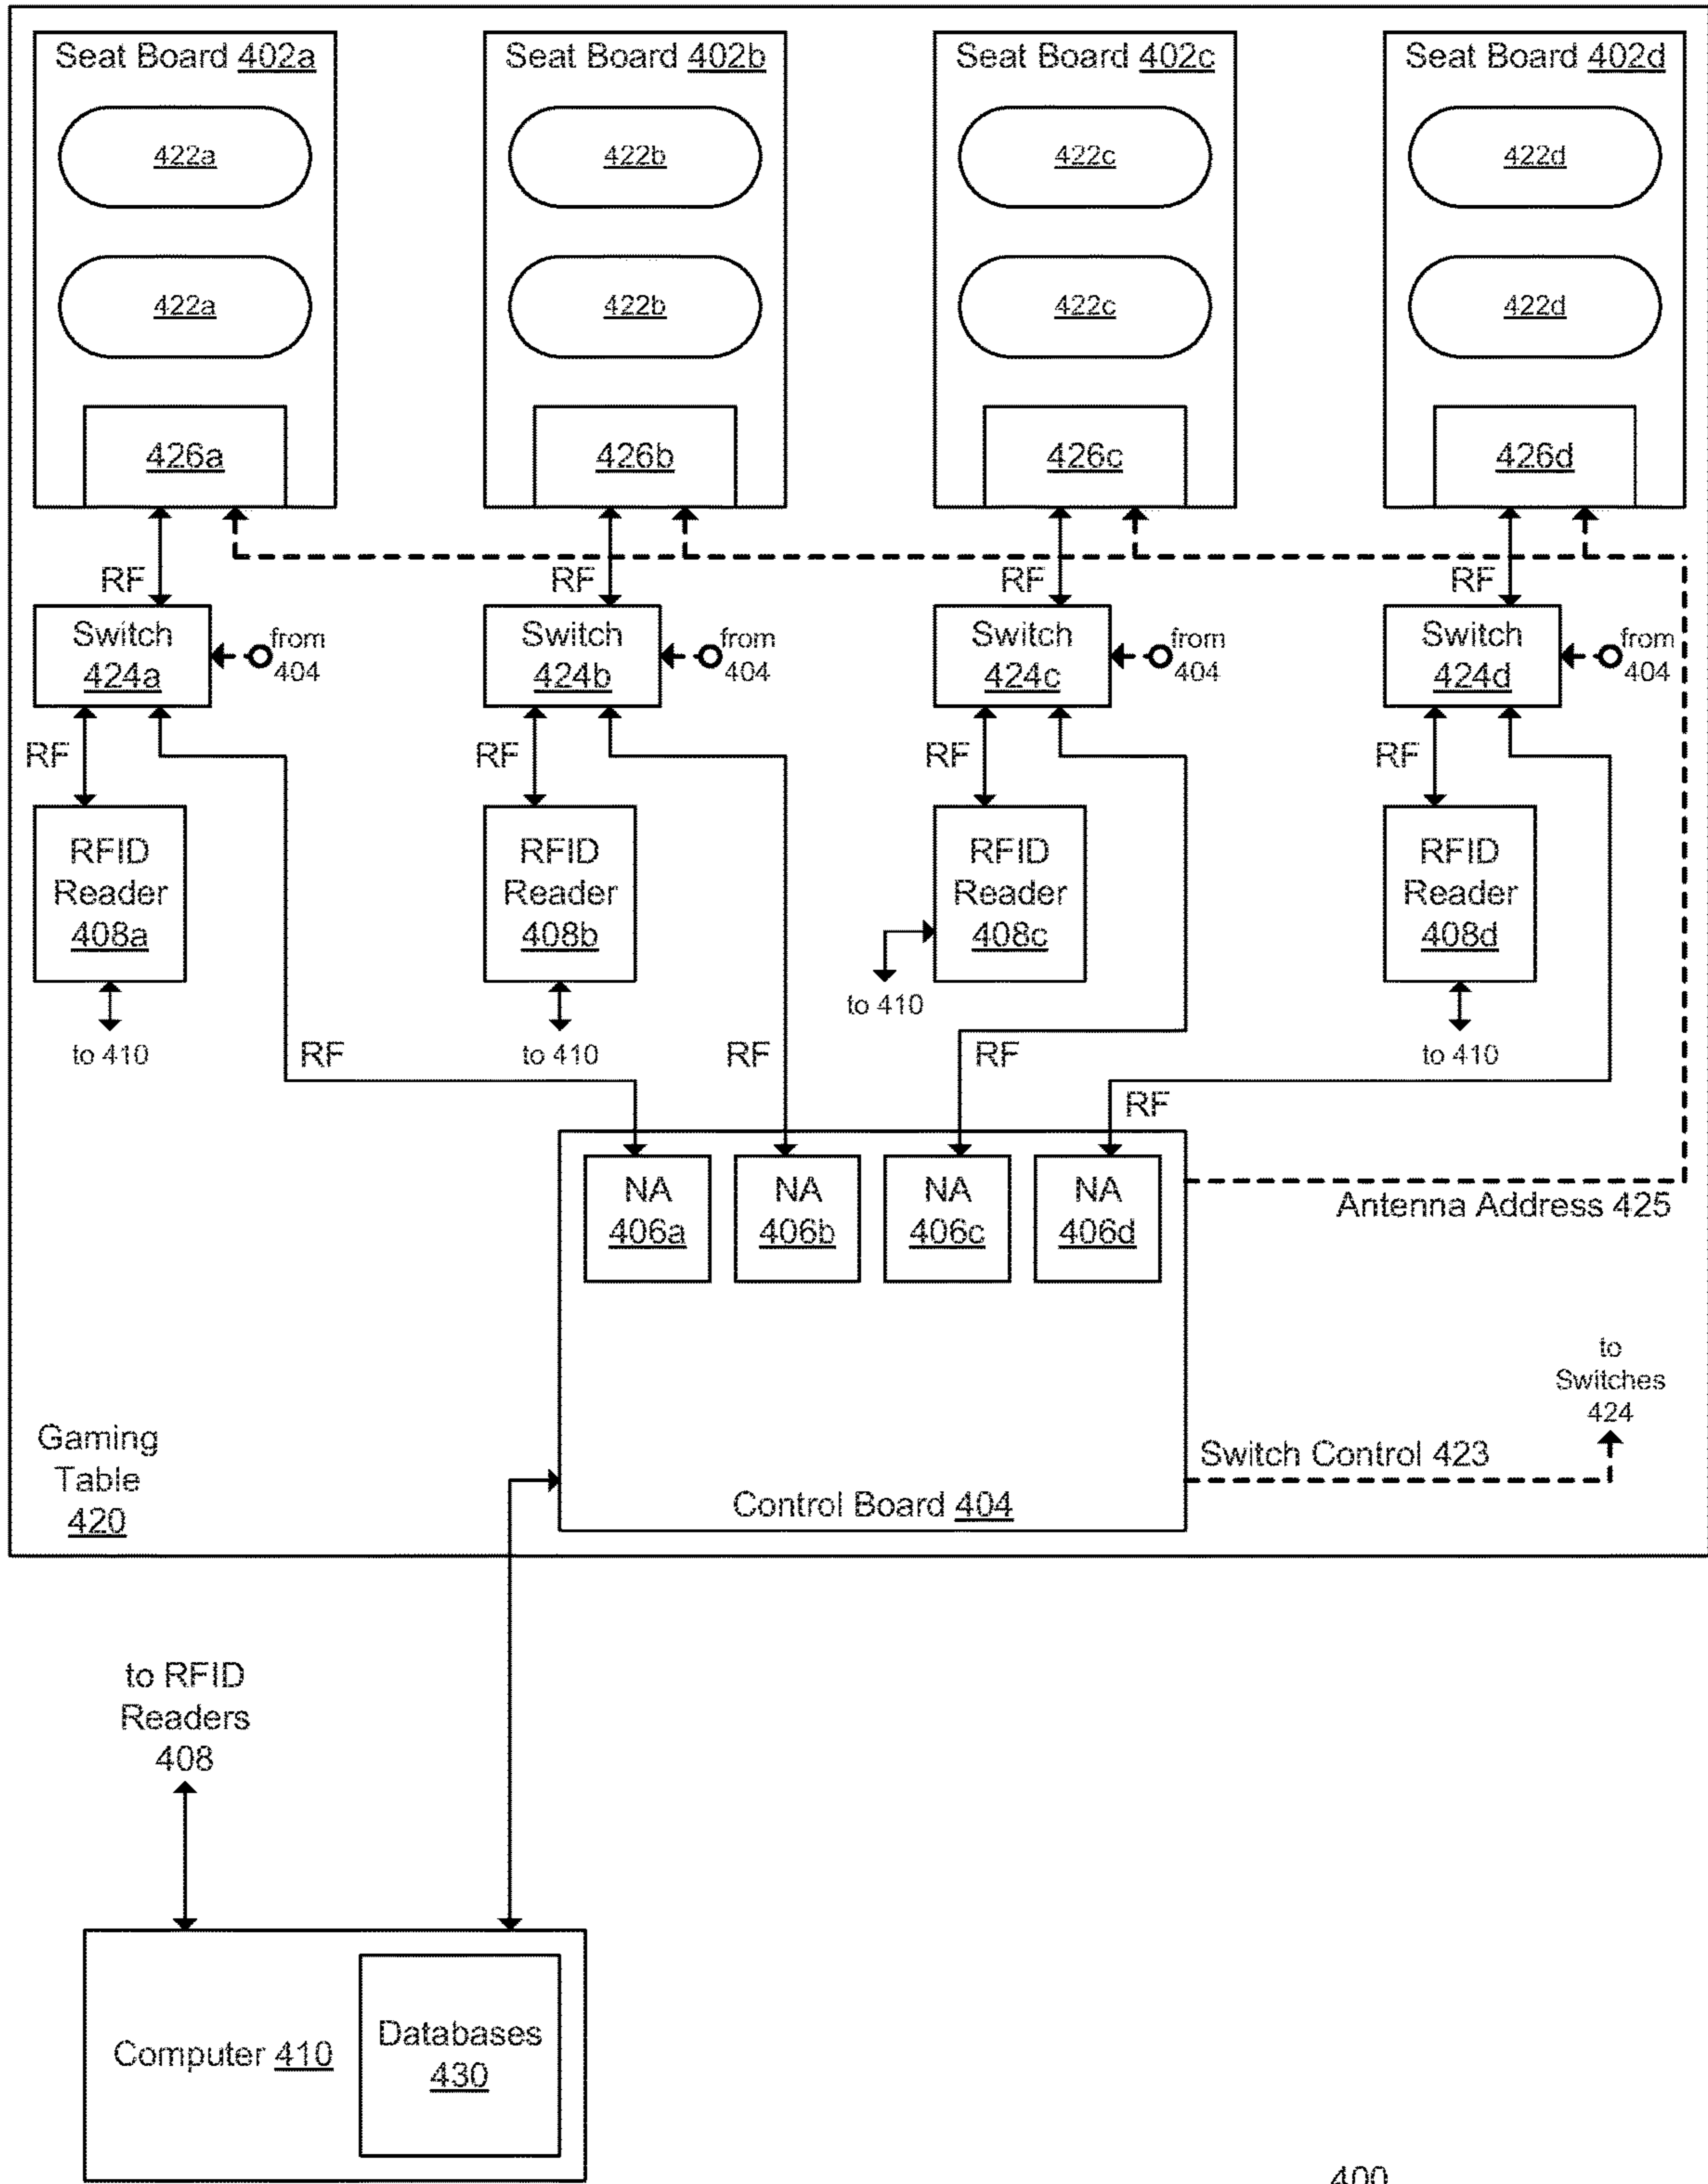 Seat Board 402a
Seat Board 402b
Seat Board 402c
Seat Board 402d
422a
422b
422c
422d
422a
422b
422c
422d
426a
426b
426c
426d
RF
RF
RF
RF
Switch
424a
from
404
Switch
424b
from
404
Switch
424c
from
404
Switch
424d
from
404
RF
RF
RF
RF
RFID
Reader
408a
RFID
Reader
408b
RFID
Reader
408c
RFID
Reader
408d
to 410
to 410
to 410
to 410
RF
RF
RF
RF
NA
406a
NA
406b
NA
406c
NA
406d
Antenna Address 425
to
Switches
424
Switch Control 423
Gaming
Table
420
Control Board 404
to RFID
Readers
408
Computer 410
Databases
430
400